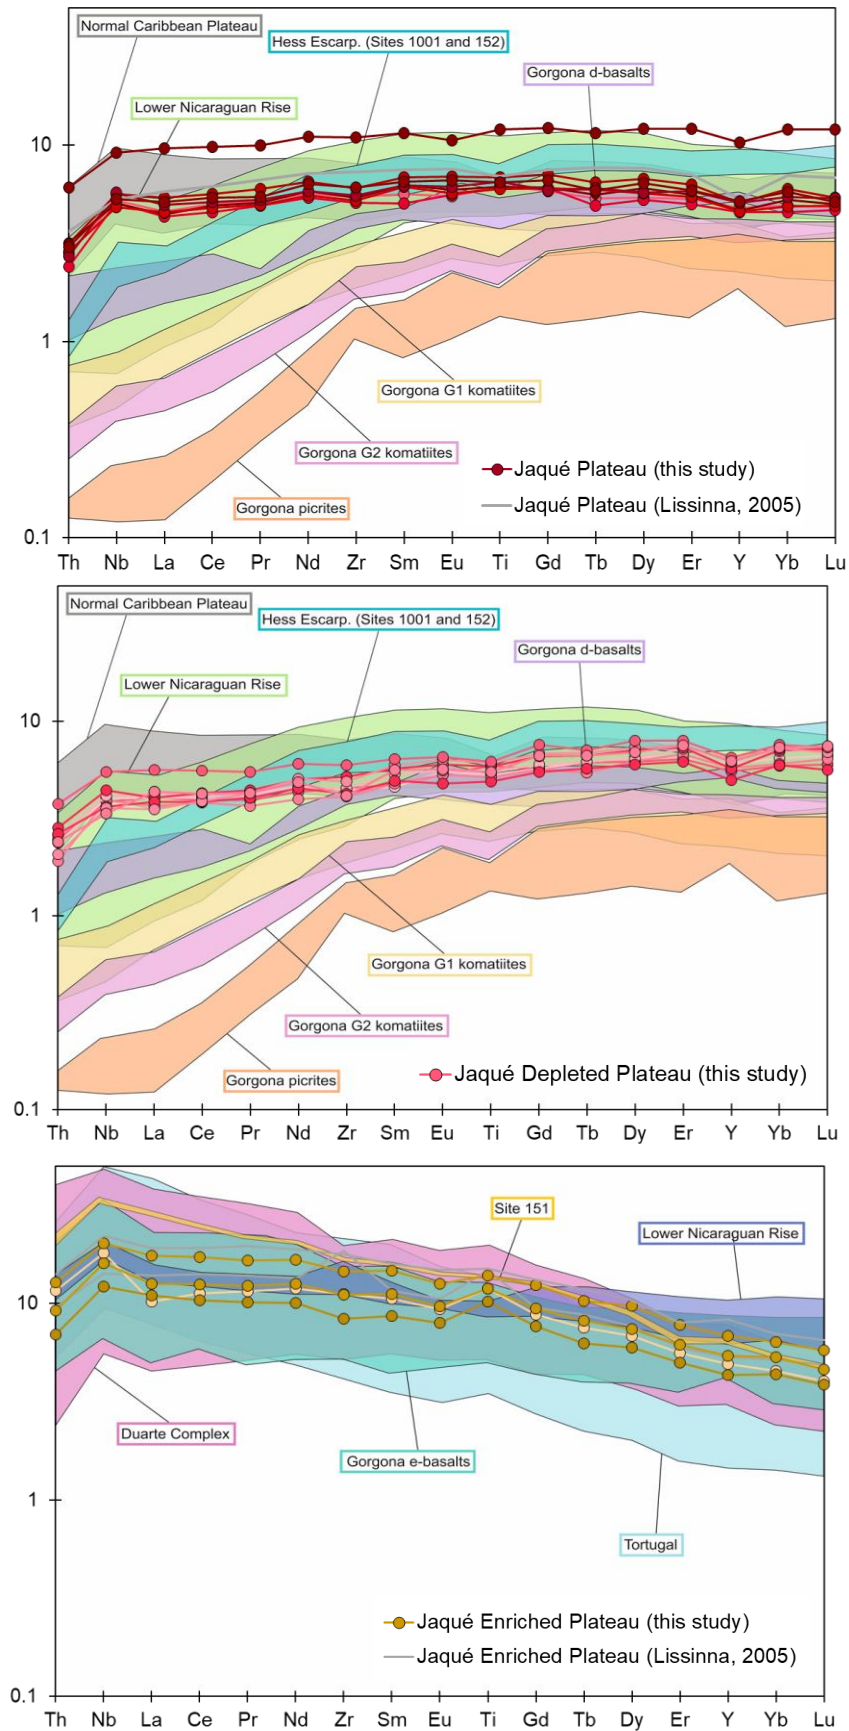 Normal Caribbean Plateau
Hess Escarp. (Sites 1001 and 152)
Gorgona d-basalts
Lower Nicaraguan Rise
10
1
Gorgona G1 komatiites
Gorgona G2 komatiites
Jaqué Plateau (this study)
Gorgona picrites
Jaqué Plateau (Lissinna, 2005)
0.1
Th Nb La Ce Pr Nd Zr Sm Eu Ti Gd Tb Dy Er Y Yb Lu
Normal Caribbean Plateau
Hess Escarp. (Sites 1001 and 152)
Gorgona d-basalts
Lower Nicaraguan Rise
10
1
Gorgona G1 komatiites
Gorgona G2 komatiites
Gorgona picrites
Jaqué Depleted Plateau (this study)
0.1
Th Nb La Ce Pr Nd Zr Sm Eu Ti Gd Tb Dy Er Y Yb Lu
Site 151
Lower Nicaraguan Rise
10
Duarte Complex
Gorgona e-basalts
1
Tortugal
Jaqué Enriched Plateau (this study)
Jaqué Enriched Plateau (Lissinna, 2005)
0.1
Th Nb La Ce Pr Nd Zr Sm Eu Ti Gd Tb Dy Er Y Yb Lu